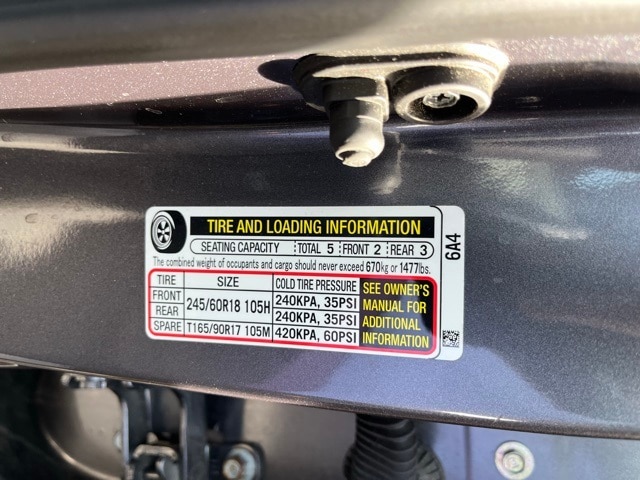 TIRE AND LOADING INFORMATION
SEATING CAPACITY TOTAL 5 FRONT 2 REAR 3
The combined weight of occupants and cargo should never exceed 670kg or 1477lbs.
TIRE SIZE COLD TIRE PRESSURE SEE OWNER'S MANUAL FOR ADDITIONAL INFORMATION
FRONT 245/60R18 105H 240KPA, 35PSI
REAR 240KPA, 35PSI
SPARE T165/90R17 105M 420KPA, 60PSI
6A4